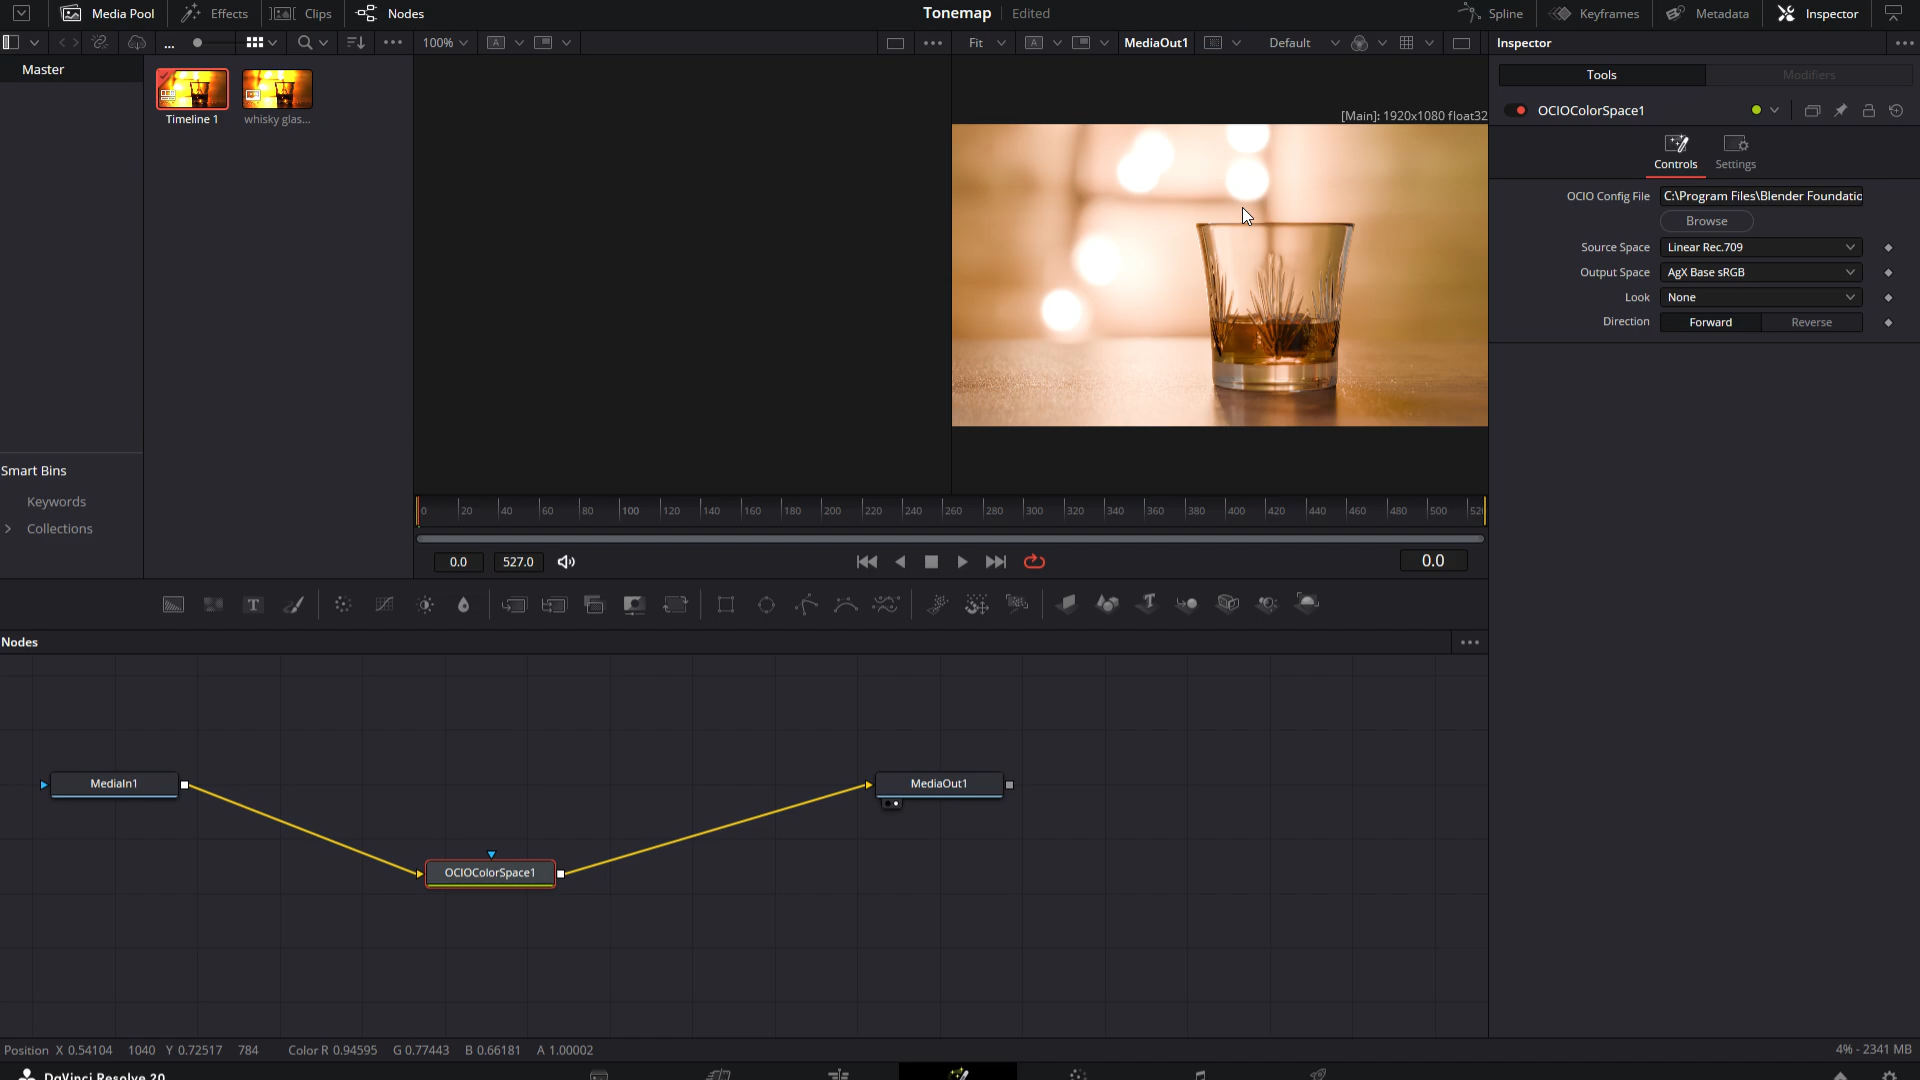 Media Pool Effects Clips Nodes Tonemap Edited Spline Keyframes Metadata Inspector
... 100% A Fit A MediaOut1 Default Inspector
Master
Timeline 1 whisky glas...
[Main]: 1920x1080 float32
Tools Modifiers
OCIOColorSpace1
Controls Settings
OCIO Config File C:\Program Files\Blender Foundatio
Browse
Source Space Linear Rec.709
Output Space AgX Base sRGB
Look None
Direction Forward Reverse
Smart Bins
Keywords
Collections
0 20 40 60 80 100 120 140 160 180 200 220 240 260 280 300 320 340 360 380 400 420 440 460 480 500 52
0.0 527.0 0.0
T T
Nodes
MediaIn1
MediaOut1
OCIOColorSpace1
Position X 0.54104 1040 Y 0.72517 784 Color R 0.94595 G 0.77443 B 0.66181 A 1.00002 4% - 2341 MB
DaVinci Resolve 20